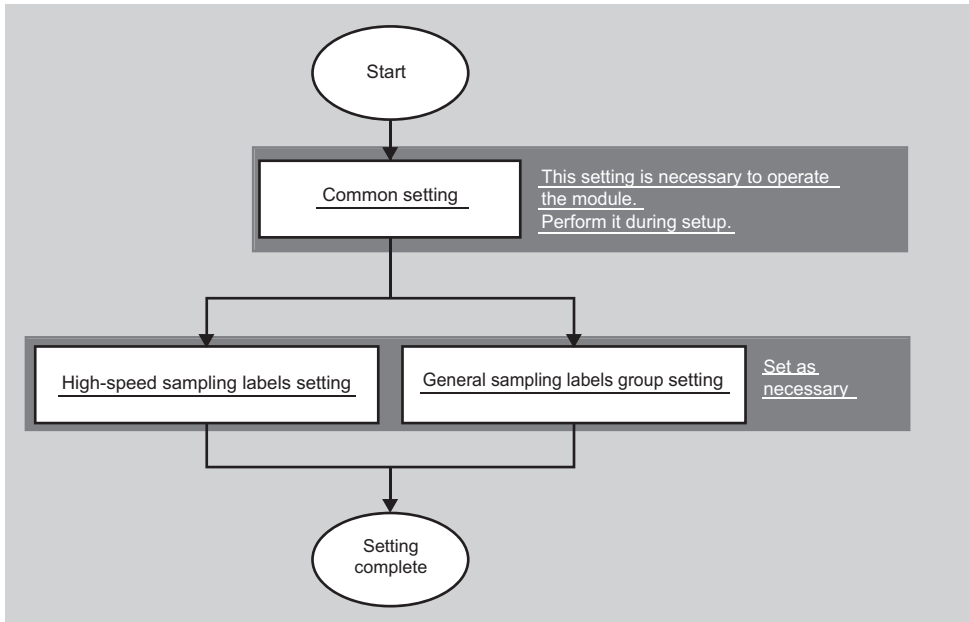 Start
Common setting
This setting is necessary to operate
the module.
Perform it during setup.
High-speed sampling labels setting
General sampling labels group setting
Set as
necessary
Setting
complete